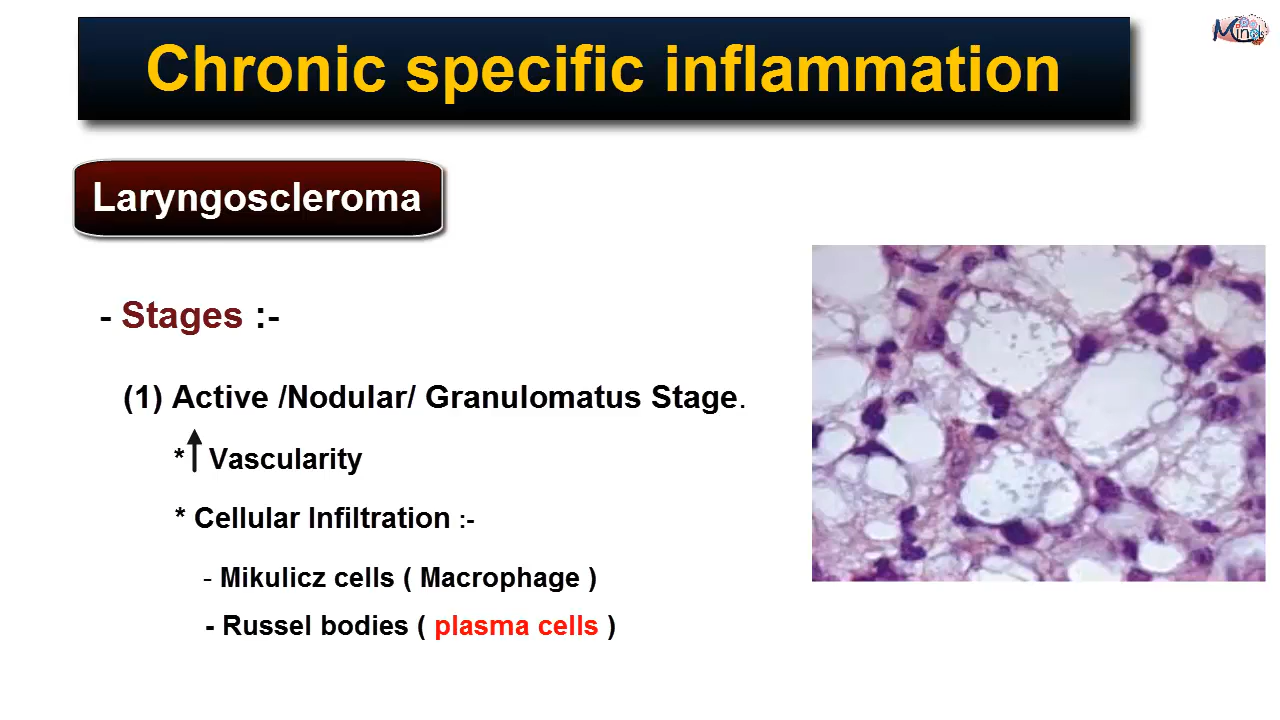 Minds
Chronic specific inflammation
Laryngoscleroma
- Stages :-
(1) Active /Nodular/ Granulomatus Stage.
*↑ Vascularity
* Cellular Infiltration :-
- Mikulicz cells ( Macrophage )
- Russel bodies ( plasma cells )